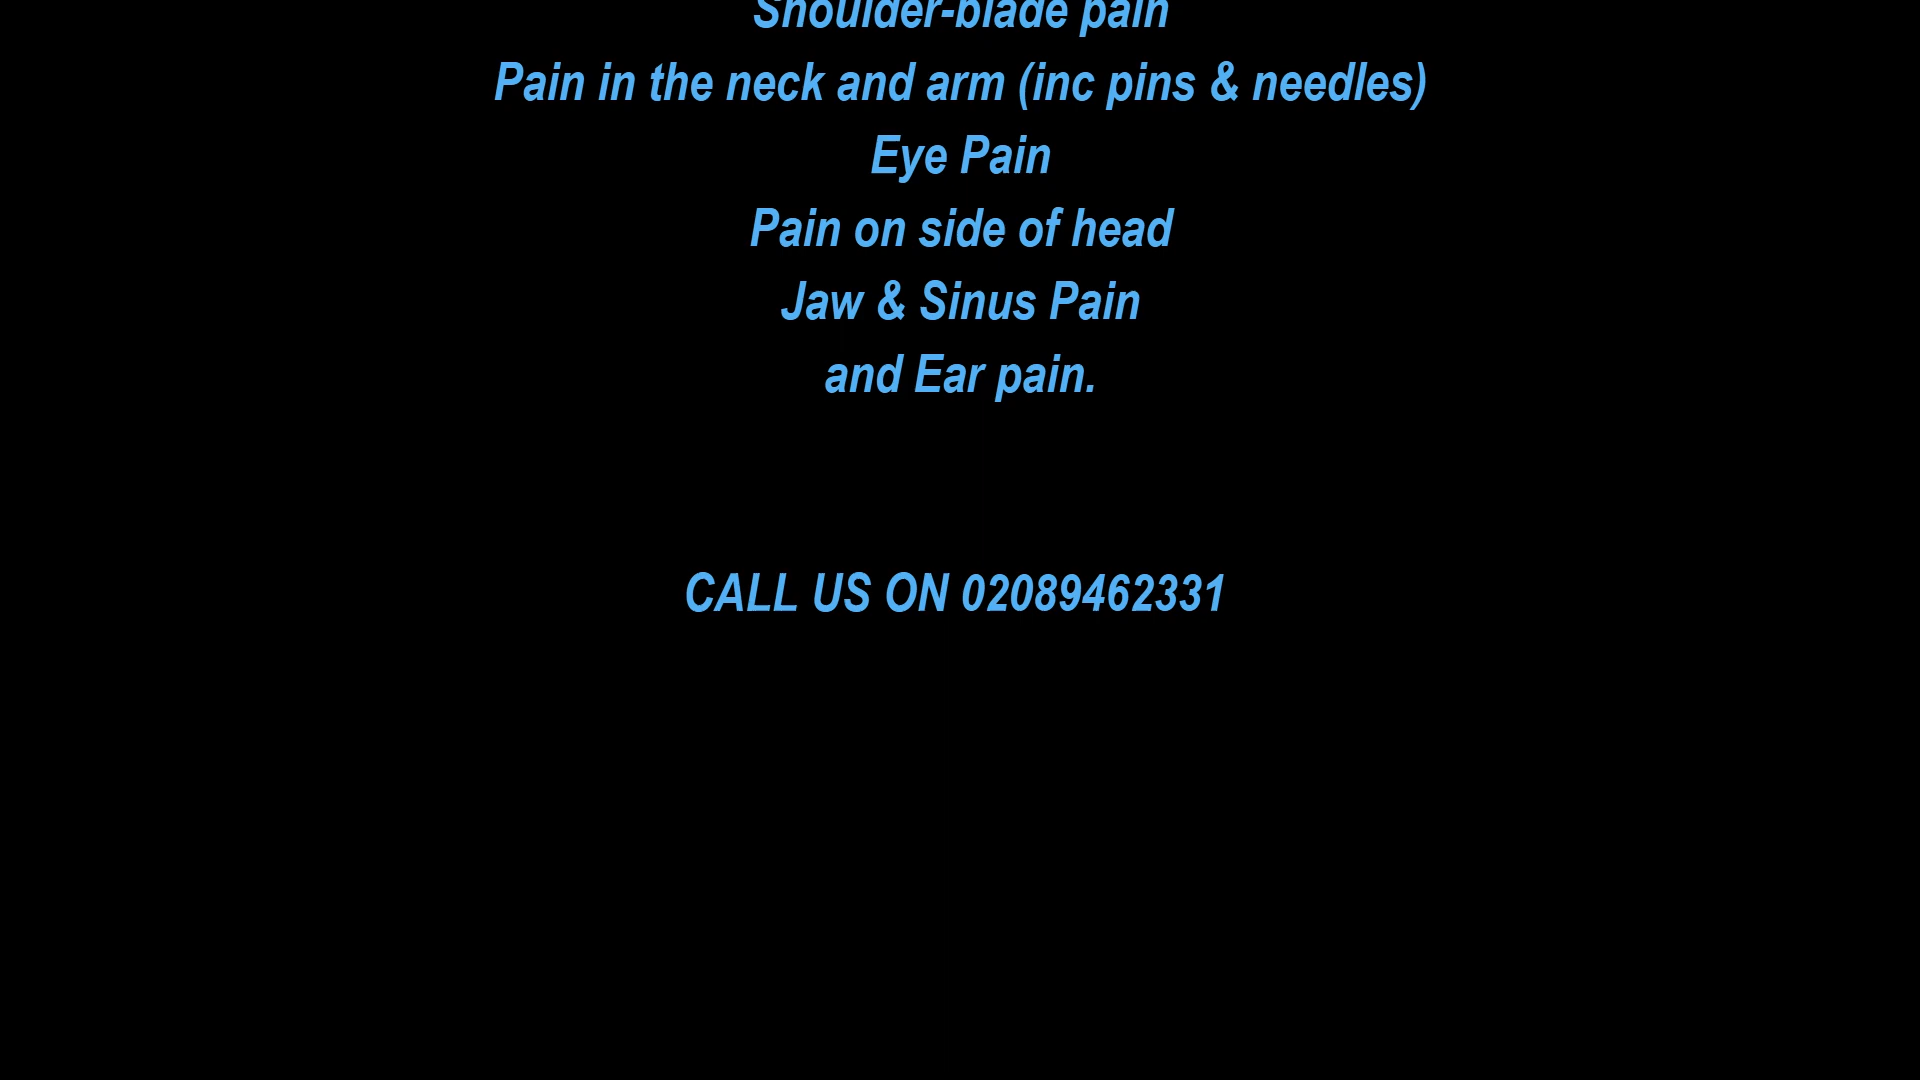 Shoulder-blade pain
Pain in the neck and arm (inc pins & needles)
Eye Pain
Pain on side of head
Jaw & Sinus Pain
and Ear pain.
CALL US ON 02089462331